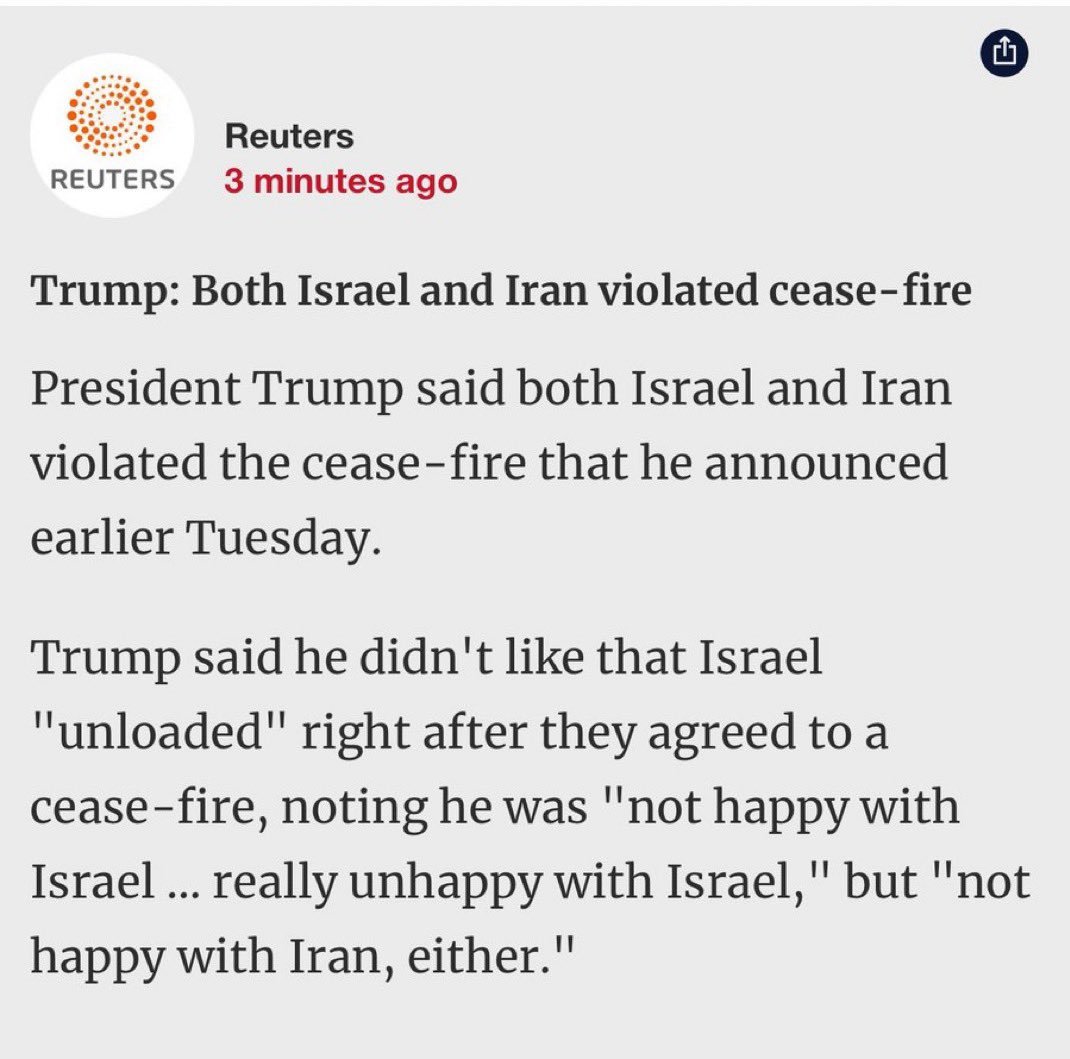 REUTERS
Reuters
3 minutes ago
Trump: Both Israel and Iran violated cease-fire
President Trump said both Israel and Iran
violated the cease-fire that he announced
earlier Tuesday.
Trump said he didn't like that Israel
"unloaded" right after they agreed to a
cease-fire, noting he was "not happy with
Israel ... really unhappy with Israel," but "not
happy with Iran, either."